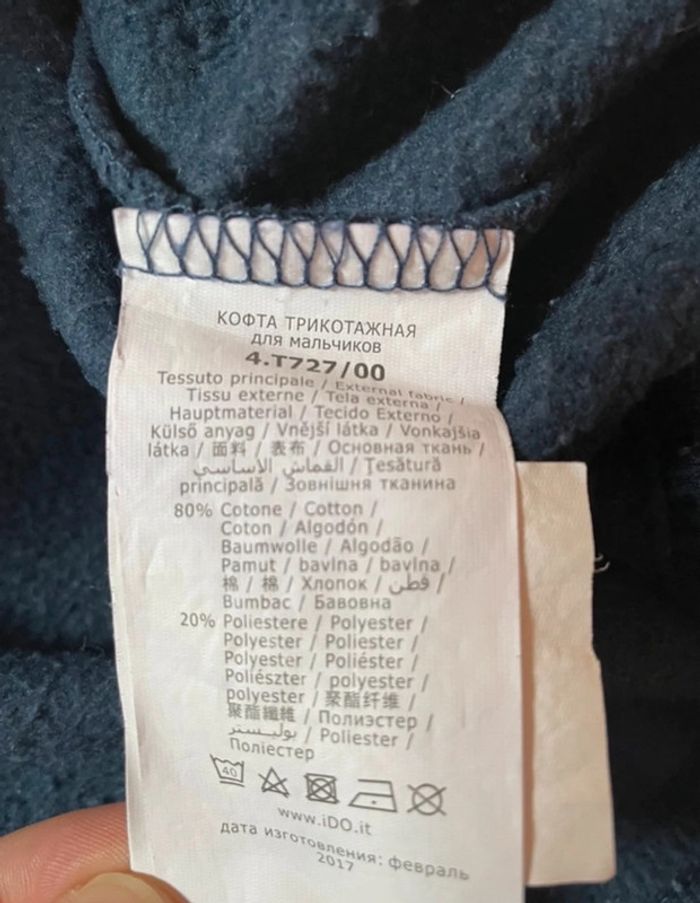 КОФТА ТРИКОТАЖНАЯ
для мальчиков
4.T727/00
Tessuto principale / External fabric /
Tissu externe / Tela externa /
Hauptmaterial / Tecido Externo /
Külső anyag / Vnější látka / Vonkajšia
látka / 面料 / 表布 / Основная ткань /
القماش الاساسي / Țesătură
principală / Зовнішня тканина
80% Cotone / Cotton /
Coton / Algodón /
Baumwolle / Algodão /
Pamut / bavlna / bavlna /
棉 / 棉 / Хлопок / قطن /
Bumbac / Бавовна
20% Poliestere / Polyester /
Polyester / Poliester /
Polyester / Poliéster /
Poliészter / polyester /
polyester / 聚酯纤维 /
聚酯纖維 / Полиэстер /
بوليستر / Poliester /
Поліестер
40
www.iDO.it
дата изготовления: февраль
2017